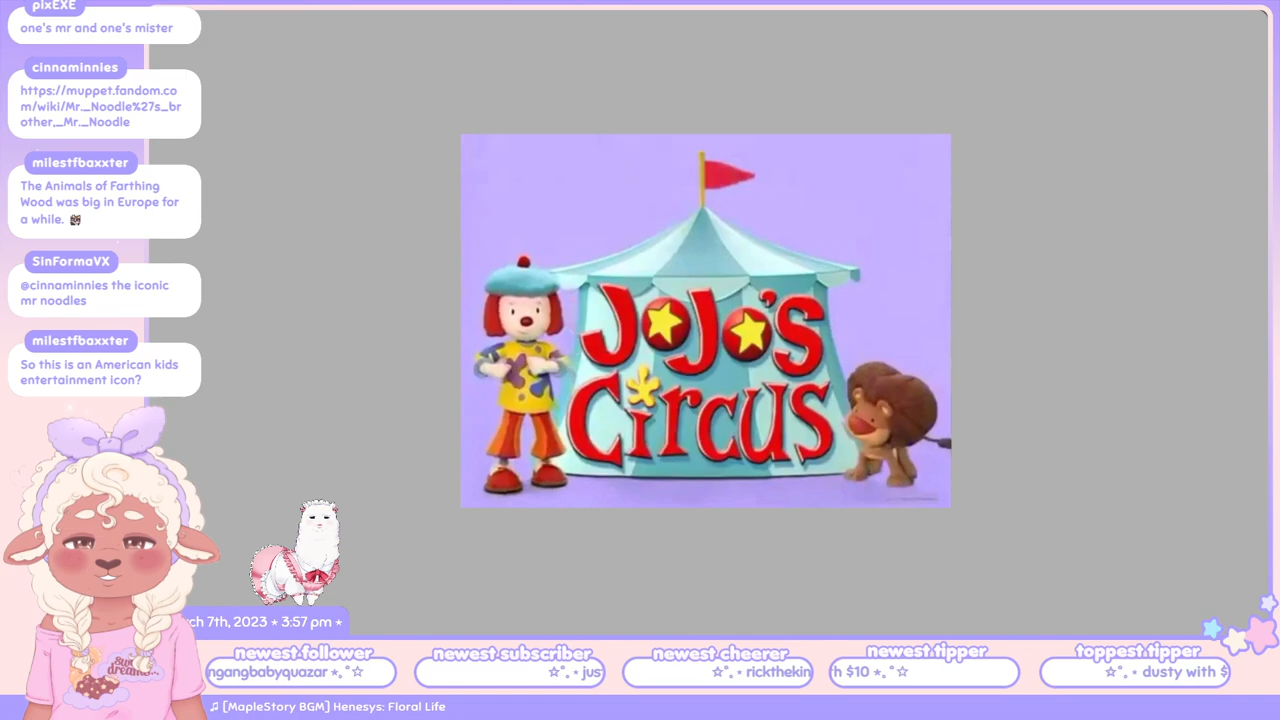 pixEXE
one's mr and one's mister
cinnaminnies
https://muppet.fandom.co
m/wiki/Mr._Noodle%27s_br
other,_Mr._Noodle
milestfbaxxter
The Animals of Farthing
Wood was big in Europe for
a while.
SinFormaVX
@cinnaminnies the iconic
mr noodles
milestfbaxxter
So this is an American kids
entertainment icon?
JoJo's
Circus
sweet
dreams...
rch 7th, 2023 ⋆ 3:57 pm ⋆
newest follower
ngangbabyquazar ⋆｡˚☆
newest subscriber
☆˚｡⋆ jus
newest cheerer
☆˚｡⋆ rickthekin
newest tipper
h $10 ⋆｡˚☆
toppest tipper
☆˚｡⋆ dusty with $
♫ [MapleStory BGM] Henesys: Floral Life